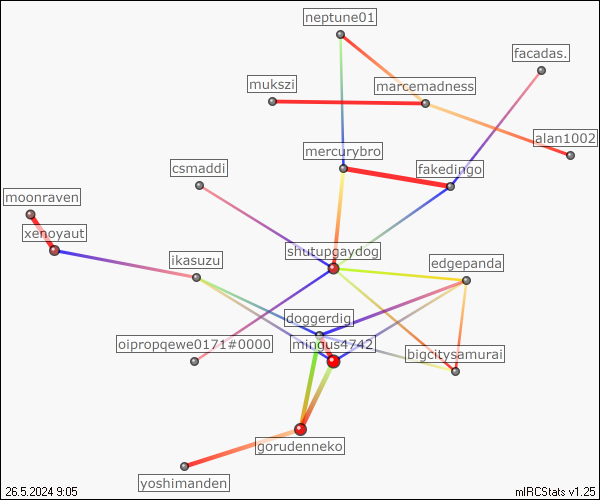 neptune01
facadas.
mukszi
marcemadness
alan1002
mercurybro
csmaddi
fakedingo
moonraven
xenoyaut
shutupgaydog
ikasuzu
edgepanda
doggerdig
oipropqewe0171#0000
mingus4742
bigcitysamurai
gorudenneko
yoshimanden
26.5.2024 9:05
mIRCStats v1.25